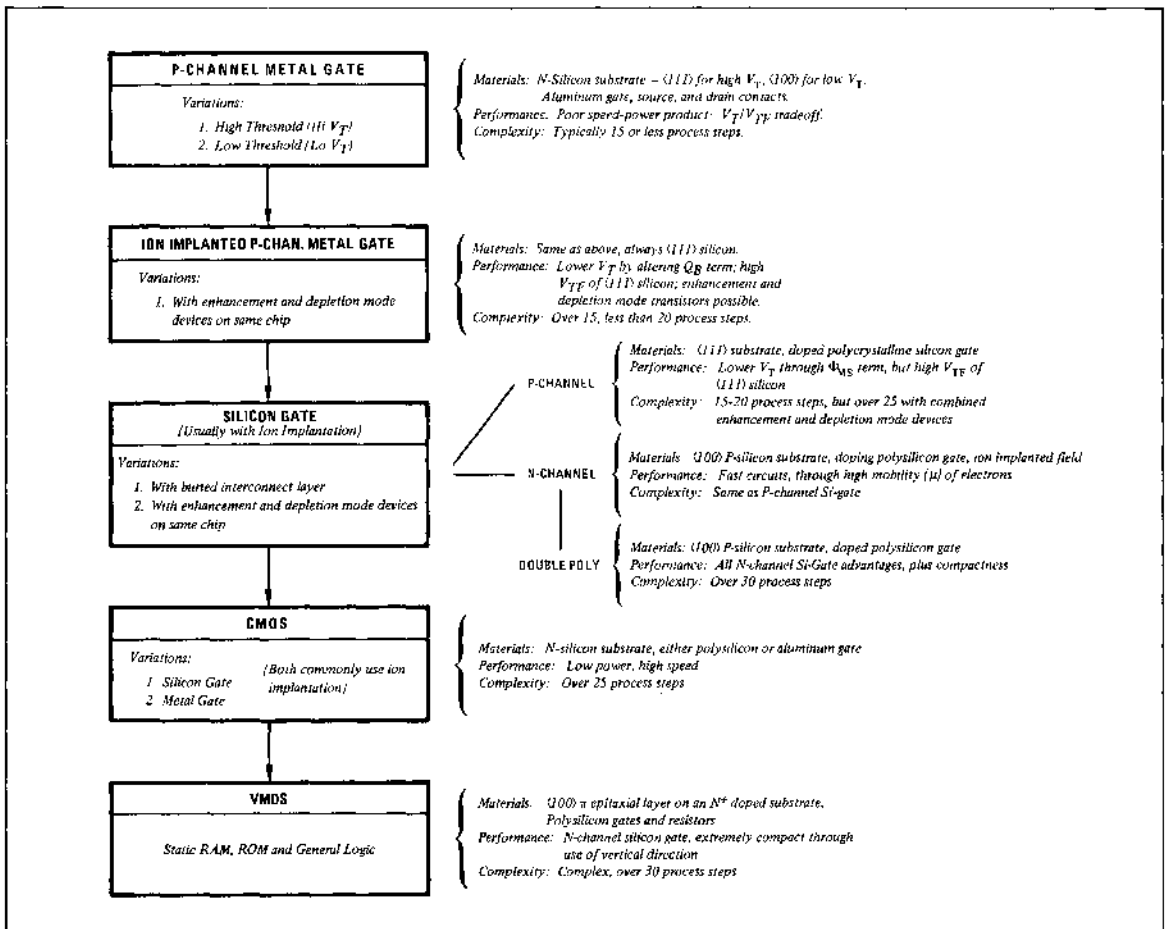 P-CHANNEL METAL GATE
Variations:
1. High Threshold (Hi V_T)
2. Low Threshold (Lo V_T)
Materials: N-Silicon substrate – (111) for high V_T, (100) for low V_T.
Aluminum gate, source, and drain contacts.
Performance. Poor speed-power product. V_T/V_TF tradeoff.
Complexity: Typically 15 or less process steps.
ION IMPLANTED P-CHAN. METAL GATE
Variations:
1. With enhancement and depletion mode
devices on same chip
Materials: Same as above, always (111) silicon.
Performance: Lower V_T by altering Q_B term; high
V_TF of (111) silicon; enhancement and
depletion mode transistors possible.
Complexity: Over 15, less than 20 process steps.
SILICON GATE
(Usually with Ion Implantation)
Variations:
1. With buried interconnect layer
2. With enhancement and depletion mode devices
on same chip
P-CHANNEL
Materials: (111) substrate, doped polycrystalline silicon gate
Performance: Lower V_T through Φ_MS term, but high V_TF of
(111) silicon
Complexity: 15-20 process steps, but over 25 with combined
enhancement and depletion mode devices
N-CHANNEL
Materials (100) P-silicon substrate, doping polysilicon gate, ion implanted field
Performance: Fast circuits, through high mobility (μ) of electrons
Complexity: Same as P-channel Si-gate
DOUBLE POLY
Materials: (100) P-silicon substrate, doped polysilicon gate
Performance: All N-channel Si-Gate advantages, plus compactness
Complexity: Over 30 process steps
CMOS
Variations:
1 Silicon Gate
2 Metal Gate
(Both commonly use ion
implantation)
Materials: N-silicon substrate, either polysilicon or aluminum gate
Performance: Low power, high speed
Complexity: Over 25 process steps
VMOS
Static RAM, ROM and General Logic
Materials. (100) π epitaxial layer on an N+ doped substrate.
Polysilicon gates and resistors
Performance: N-channel silicon gate, extremely compact through
use of vertical direction
Complexity: Complex, over 30 process steps